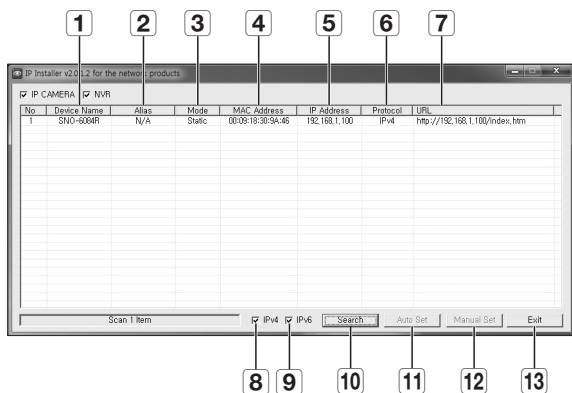 1 2 3 4 5 6 7
IP Installer v2.0.1.2 for the network products
IP CAMERA NVR
No Device Name Alias Mode MAC Address IP Address Protocol URL
1 SNO-6084R N/A Static 00:09:18:30:9A:46 192,168,1,100 IPv4 http://192,168,1,100/index,htm
Scan 1 Item IPv4 IPv6 Search Auto Set Manual Set Exit
8 9 10 11 12 13